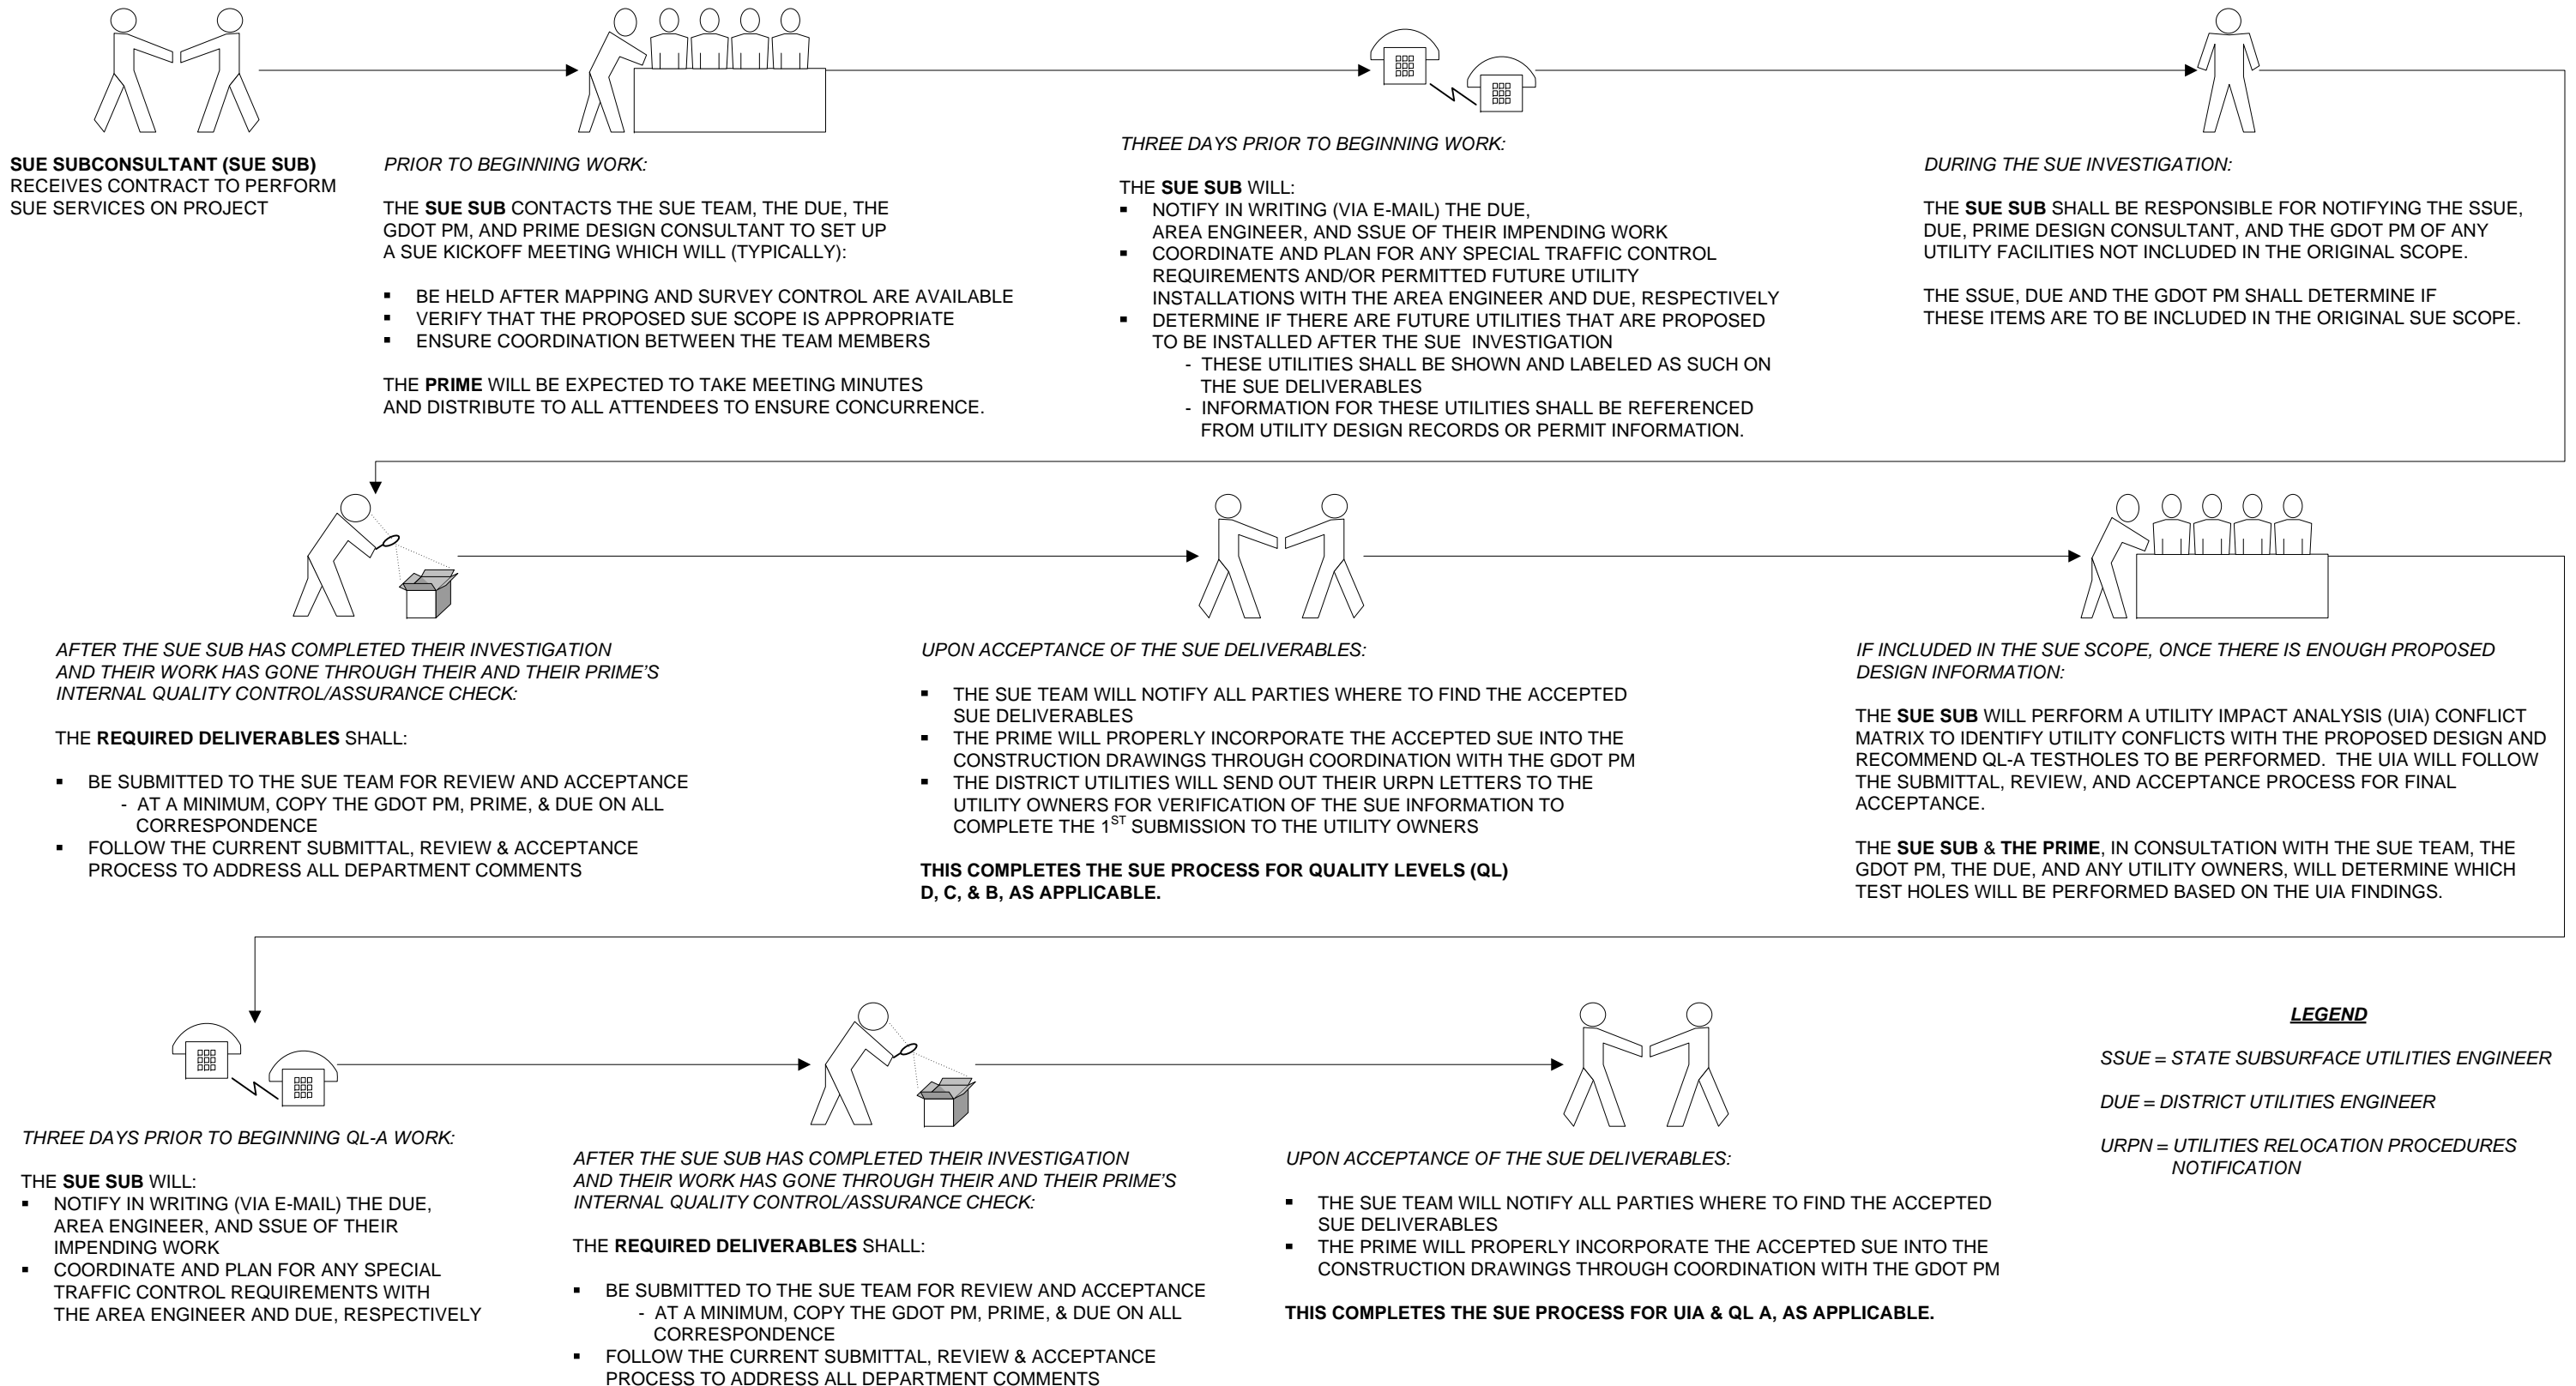 SUE SUBCONSULTANT (SUE SUB)
RECEIVES CONTRACT TO PERFORM
SUE SERVICES ON PROJECT
PRIOR TO BEGINNING WORK:
THE SUE SUB CONTACTS THE SUE TEAM, THE DUE, THE
GDOT PM, AND PRIME DESIGN CONSULTANT TO SET UP
A SUE KICKOFF MEETING WHICH WILL (TYPICALLY):
▪ BE HELD AFTER MAPPING AND SURVEY CONTROL ARE AVAILABLE
▪ VERIFY THAT THE PROPOSED SUE SCOPE IS APPROPRIATE
▪ ENSURE COORDINATION BETWEEN THE TEAM MEMBERS
THE PRIME WILL BE EXPECTED TO TAKE MEETING MINUTES
AND DISTRIBUTE TO ALL ATTENDEES TO ENSURE CONCURRENCE.
THREE DAYS PRIOR TO BEGINNING WORK:
THE SUE SUB WILL:
▪ NOTIFY IN WRITING (VIA E-MAIL) THE DUE,
AREA ENGINEER, AND SSUE OF THEIR IMPENDING WORK
▪ COORDINATE AND PLAN FOR ANY SPECIAL TRAFFIC CONTROL
REQUIREMENTS AND/OR PERMITTED FUTURE UTILITY
INSTALLATIONS WITH THE AREA ENGINEER AND DUE, RESPECTIVELY
▪ DETERMINE IF THERE ARE FUTURE UTILITIES THAT ARE PROPOSED
TO BE INSTALLED AFTER THE SUE INVESTIGATION
- THESE UTILITIES SHALL BE SHOWN AND LABELED AS SUCH ON
THE SUE DELIVERABLES
- INFORMATION FOR THESE UTILITIES SHALL BE REFERENCED
FROM UTILITY DESIGN RECORDS OR PERMIT INFORMATION.
DURING THE SUE INVESTIGATION:
THE SUE SUB SHALL BE RESPONSIBLE FOR NOTIFYING THE SSUE,
DUE, PRIME DESIGN CONSULTANT, AND THE GDOT PM OF ANY
UTILITY FACILITIES NOT INCLUDED IN THE ORIGINAL SCOPE.
THE SSUE, DUE AND THE GDOT PM SHALL DETERMINE IF
THESE ITEMS ARE TO BE INCLUDED IN THE ORIGINAL SUE SCOPE.
AFTER THE SUE SUB HAS COMPLETED THEIR INVESTIGATION
AND THEIR WORK HAS GONE THROUGH THEIR AND THEIR PRIME'S
INTERNAL QUALITY CONTROL/ASSURANCE CHECK:
THE REQUIRED DELIVERABLES SHALL:
▪ BE SUBMITTED TO THE SUE TEAM FOR REVIEW AND ACCEPTANCE
- AT A MINIMUM, COPY THE GDOT PM, PRIME, & DUE ON ALL
CORRESPONDENCE
▪ FOLLOW THE CURRENT SUBMITTAL, REVIEW & ACCEPTANCE
PROCESS TO ADDRESS ALL DEPARTMENT COMMENTS
UPON ACCEPTANCE OF THE SUE DELIVERABLES:
▪ THE SUE TEAM WILL NOTIFY ALL PARTIES WHERE TO FIND THE ACCEPTED
SUE DELIVERABLES
▪ THE PRIME WILL PROPERLY INCORPORATE THE ACCEPTED SUE INTO THE
CONSTRUCTION DRAWINGS THROUGH COORDINATION WITH THE GDOT PM
▪ THE DISTRICT UTILITIES WILL SEND OUT THEIR URPN LETTERS TO THE
UTILITY OWNERS FOR VERIFICATION OF THE SUE INFORMATION TO
COMPLETE THE 1ST SUBMISSION TO THE UTILITY OWNERS
THIS COMPLETES THE SUE PROCESS FOR QUALITY LEVELS (QL)
D, C, & B, AS APPLICABLE.
IF INCLUDED IN THE SUE SCOPE, ONCE THERE IS ENOUGH PROPOSED
DESIGN INFORMATION:
THE SUE SUB WILL PERFORM A UTILITY IMPACT ANALYSIS (UIA) CONFLICT
MATRIX TO IDENTIFY UTILITY CONFLICTS WITH THE PROPOSED DESIGN AND
RECOMMEND QL-A TESTHOLES TO BE PERFORMED. THE UIA WILL FOLLOW
THE SUBMITTAL, REVIEW, AND ACCEPTANCE PROCESS FOR FINAL
ACCEPTANCE.
THE SUE SUB & THE PRIME, IN CONSULTATION WITH THE SUE TEAM, THE
GDOT PM, THE DUE, AND ANY UTILITY OWNERS, WILL DETERMINE WHICH
TEST HOLES WILL BE PERFORMED BASED ON THE UIA FINDINGS.
THREE DAYS PRIOR TO BEGINNING QL-A WORK:
THE SUE SUB WILL:
▪ NOTIFY IN WRITING (VIA E-MAIL) THE DUE,
AREA ENGINEER, AND SSUE OF THEIR
IMPENDING WORK
▪ COORDINATE AND PLAN FOR ANY SPECIAL
TRAFFIC CONTROL REQUIREMENTS WITH
THE AREA ENGINEER AND DUE, RESPECTIVELY
AFTER THE SUE SUB HAS COMPLETED THEIR INVESTIGATION
AND THEIR WORK HAS GONE THROUGH THEIR AND THEIR PRIME'S
INTERNAL QUALITY CONTROL/ASSURANCE CHECK:
THE REQUIRED DELIVERABLES SHALL:
▪ BE SUBMITTED TO THE SUE TEAM FOR REVIEW AND ACCEPTANCE
- AT A MINIMUM, COPY THE GDOT PM, PRIME, & DUE ON ALL
CORRESPONDENCE
▪ FOLLOW THE CURRENT SUBMITTAL, REVIEW & ACCEPTANCE
PROCESS TO ADDRESS ALL DEPARTMENT COMMENTS
UPON ACCEPTANCE OF THE SUE DELIVERABLES:
▪ THE SUE TEAM WILL NOTIFY ALL PARTIES WHERE TO FIND THE ACCEPTED
SUE DELIVERABLES
▪ THE PRIME WILL PROPERLY INCORPORATE THE ACCEPTED SUE INTO THE
CONSTRUCTION DRAWINGS THROUGH COORDINATION WITH THE GDOT PM
THIS COMPLETES THE SUE PROCESS FOR UIA & QL A, AS APPLICABLE.
LEGEND
SSUE = STATE SUBSURFACE UTILITIES ENGINEER
DUE = DISTRICT UTILITIES ENGINEER
URPN = UTILITIES RELOCATION PROCEDURES
NOTIFICATION